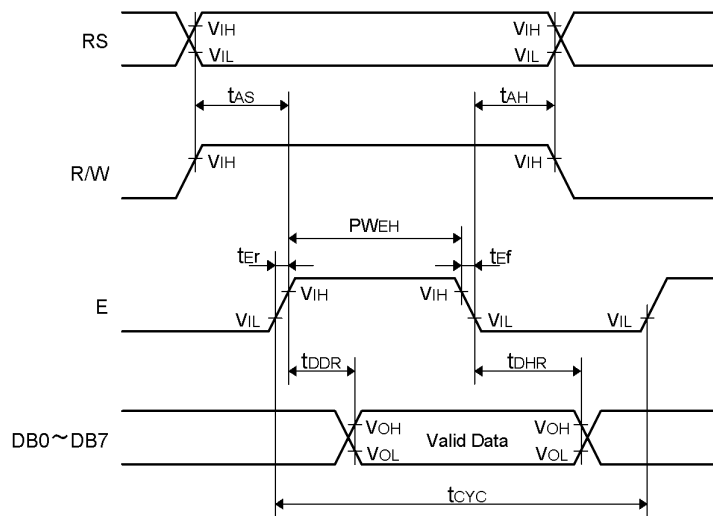 RS
VIH
VIL
VIH
VIL
tAS
tAH
R/W
VIH
VIH
PWEH
tEr
tEf
E
VIH
VIH
VIL
VIL
VIL
tDDR
tDHR
DB0～DB7
VOH
VOL
Valid Data
VOH
VOL
tCYC